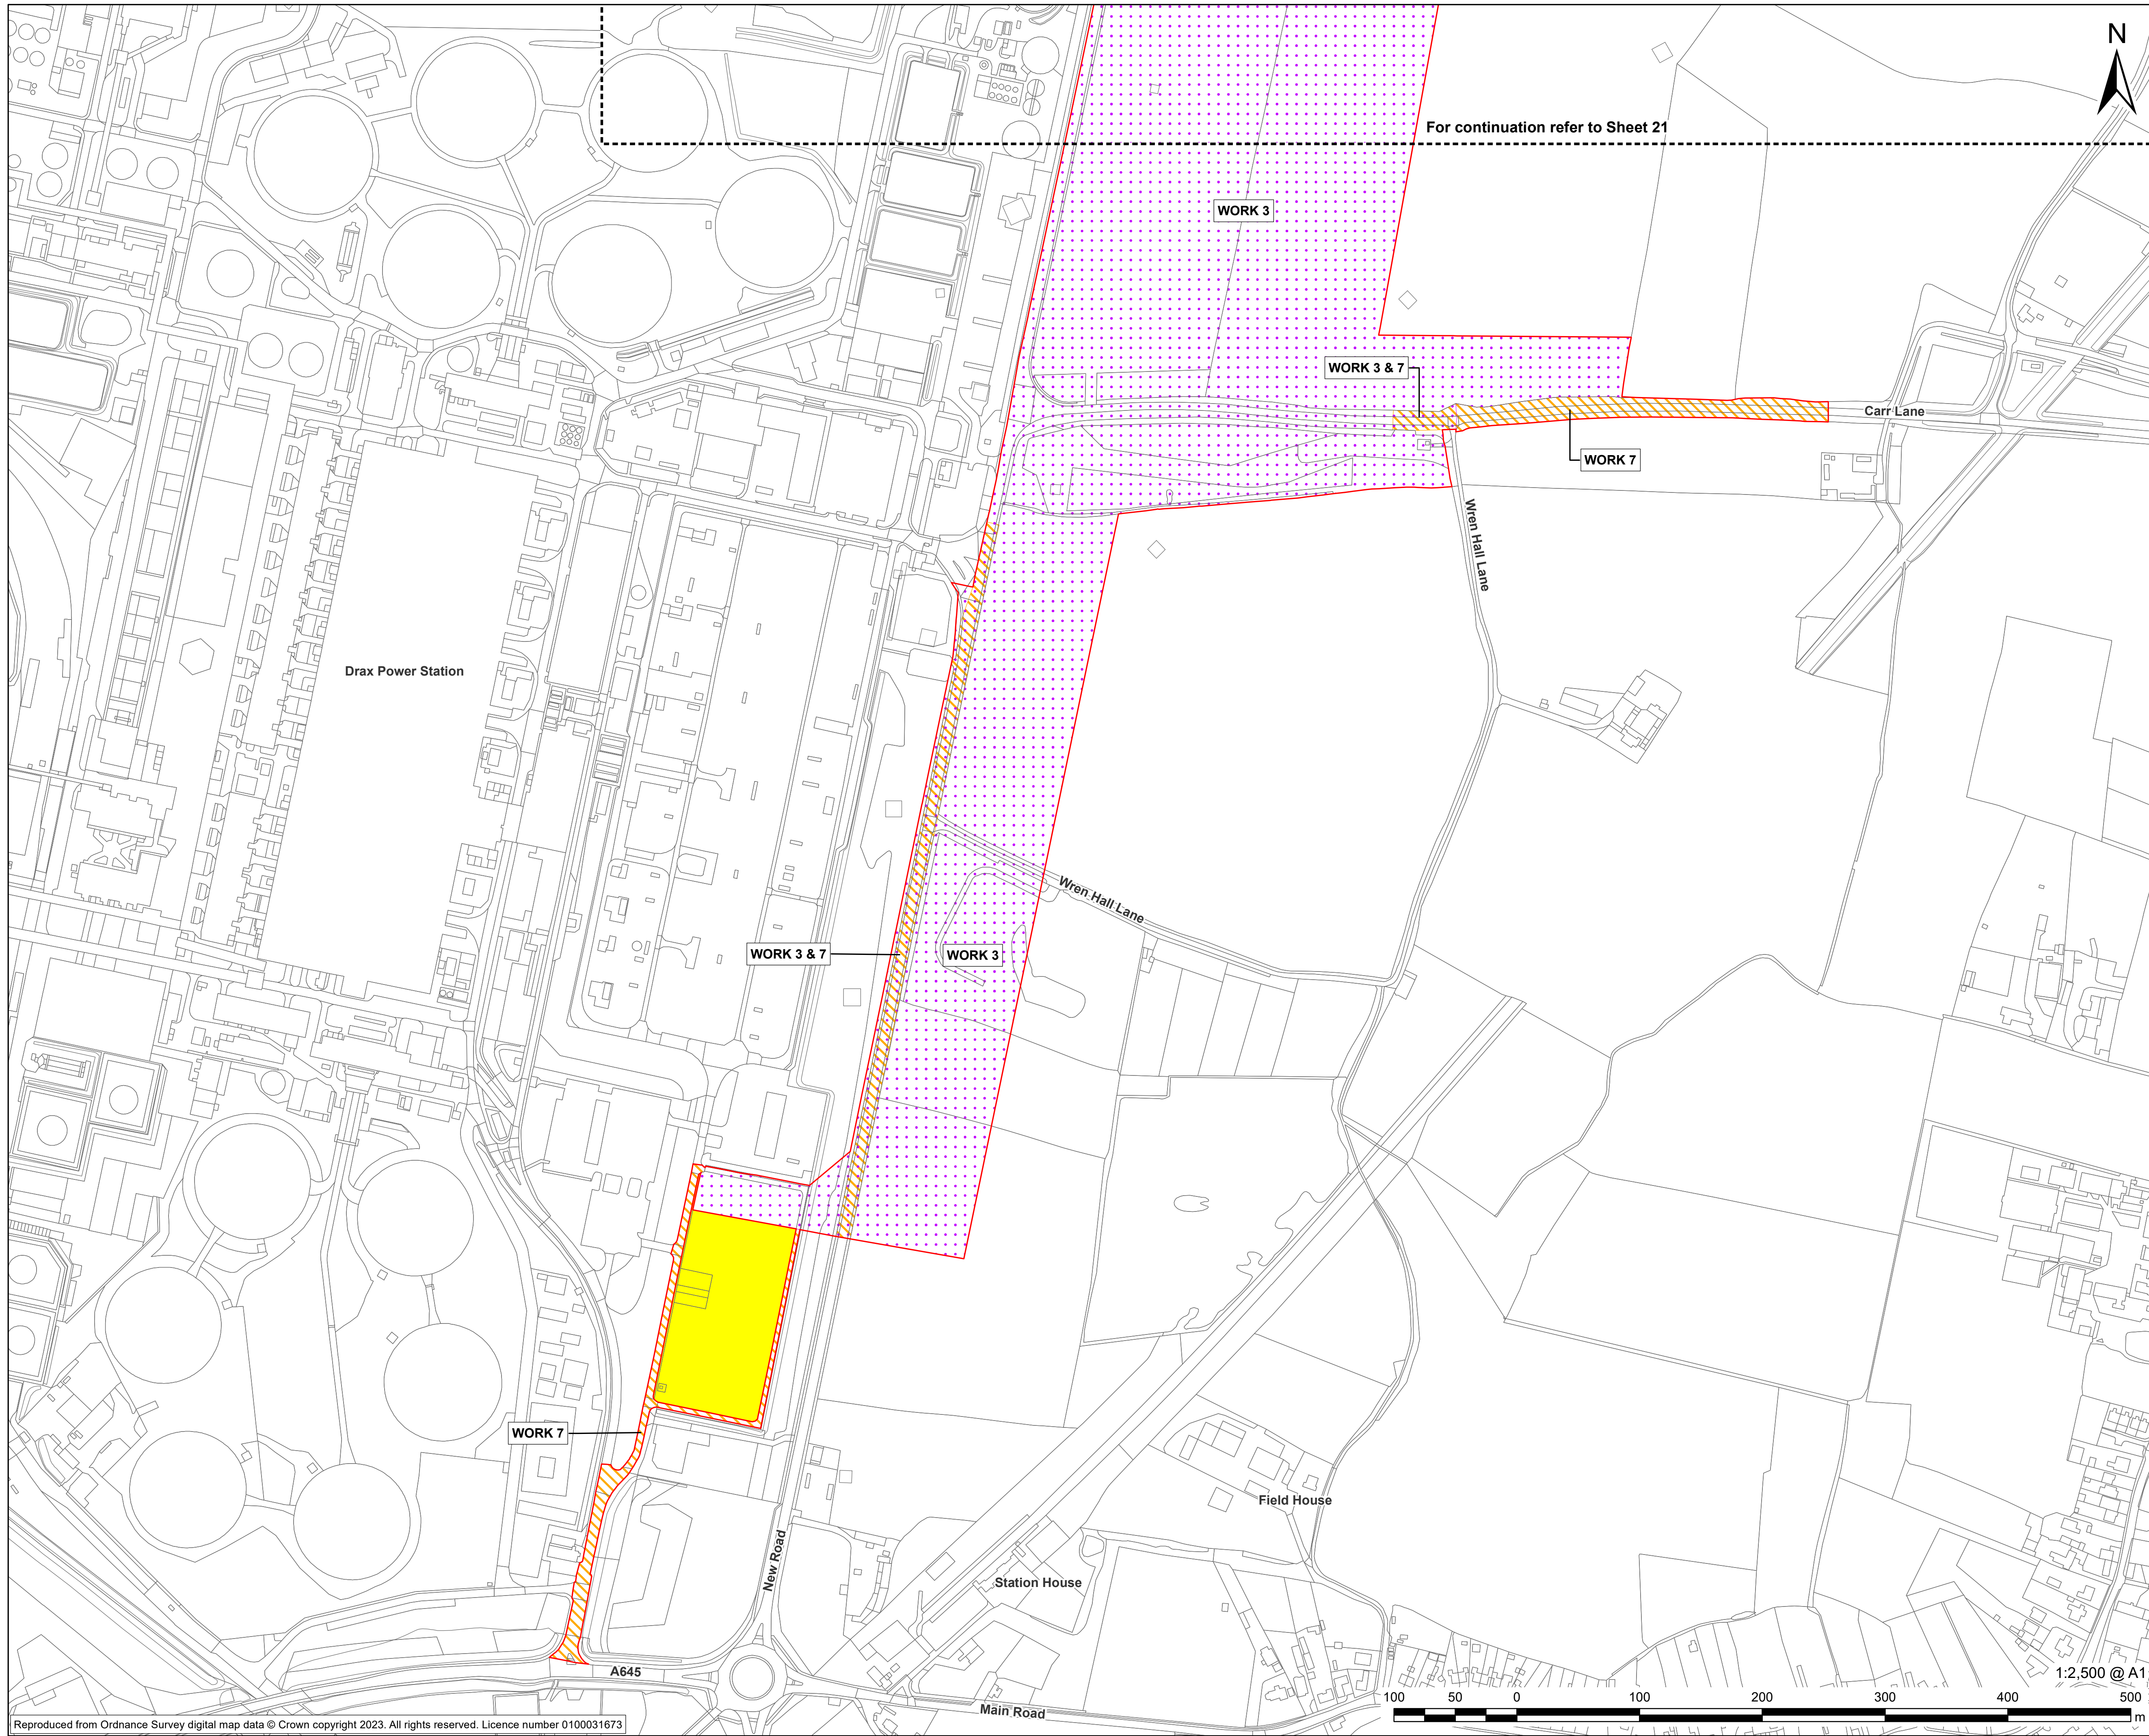 N
For continuation refer to Sheet 21
WORK 3
WORK 3 & 7
Carr Lane
WORK 7
Wren Hall Lane
Drax Power Station
Wren Hall Lane
WORK 3 & 7
WORK 3
WORK 7
Field House
New Road
Station House
A645
Main Road
1:2,500 @ A1
100 50 0 100 200 300 400 500
m
Reproduced from Ordnance Survey digital map data © Crown copyright 2023. All rights reserved. Licence number 0100031673